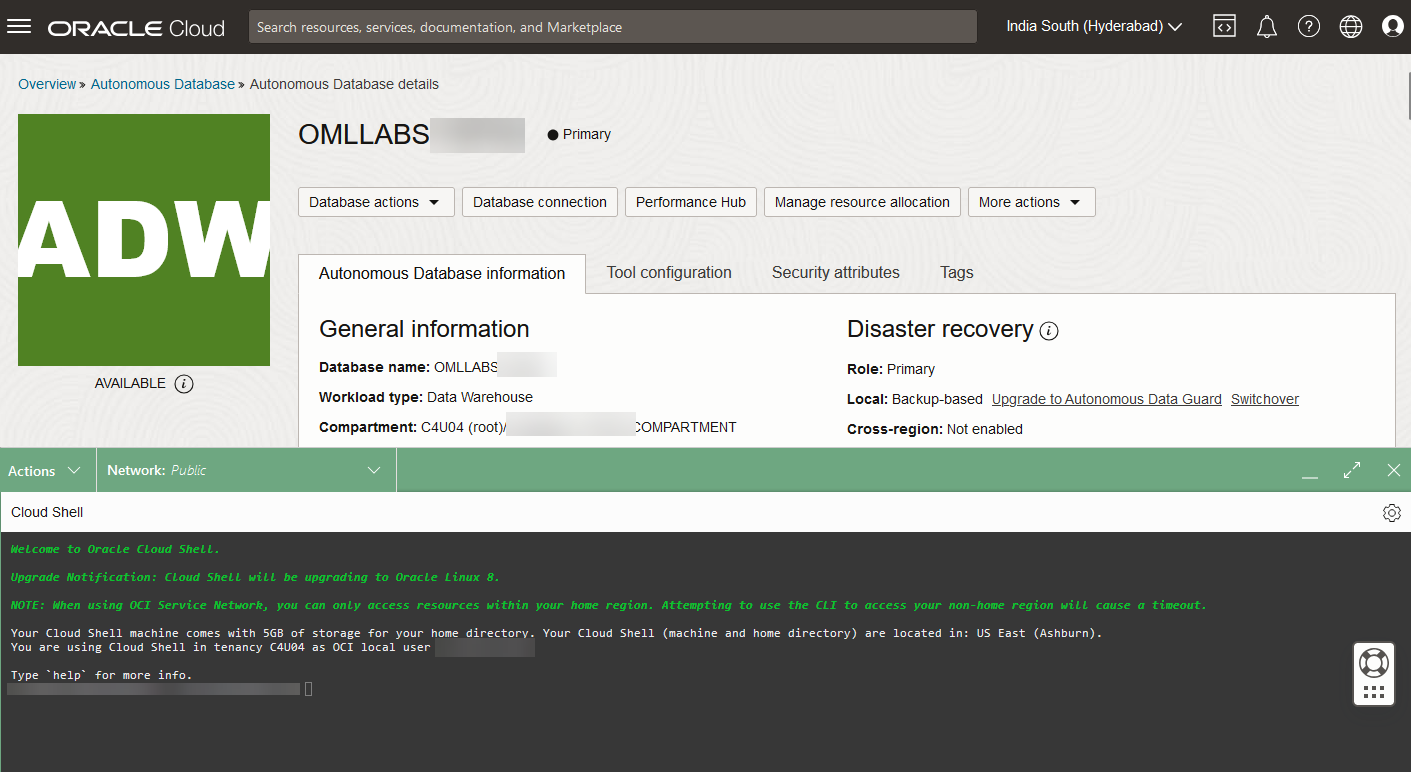 ORACLE Cloud
Search resources, services, documentation, and Marketplace
India South (Hyderabad)
Overview » Autonomous Database » Autonomous Database details
ADW
AVAILABLE
OMLLABS
Primary
Database actions
Database connection
Performance Hub
Manage resource allocation
More actions
Autonomous Database information
Tool configuration
Security attributes
Tags
General information
Database name: OMLLABS
Workload type: Data Warehouse
Compartment: C4U04 (root)/ COMPARTMENT
Disaster recovery
Role: Primary
Local: Backup-based Upgrade to Autonomous Data Guard Switchover
Cross-region: Not enabled
Actions
Network: Public
Cloud Shell
Welcome to Oracle Cloud Shell.
Upgrade Notification: Cloud Shell will be upgrading to Oracle Linux 8.
NOTE: When using OCI Service Network, you can only access resources within your home region. Attempting to use the CLI to access your non-home region will cause a timeout.
Your Cloud Shell machine comes with 5GB of storage for your home directory. Your Cloud Shell (machine and home directory) are located in: US East (Ashburn).
You are using Cloud Shell in tenancy C4U04 as OCI local user
Type `help` for more info.